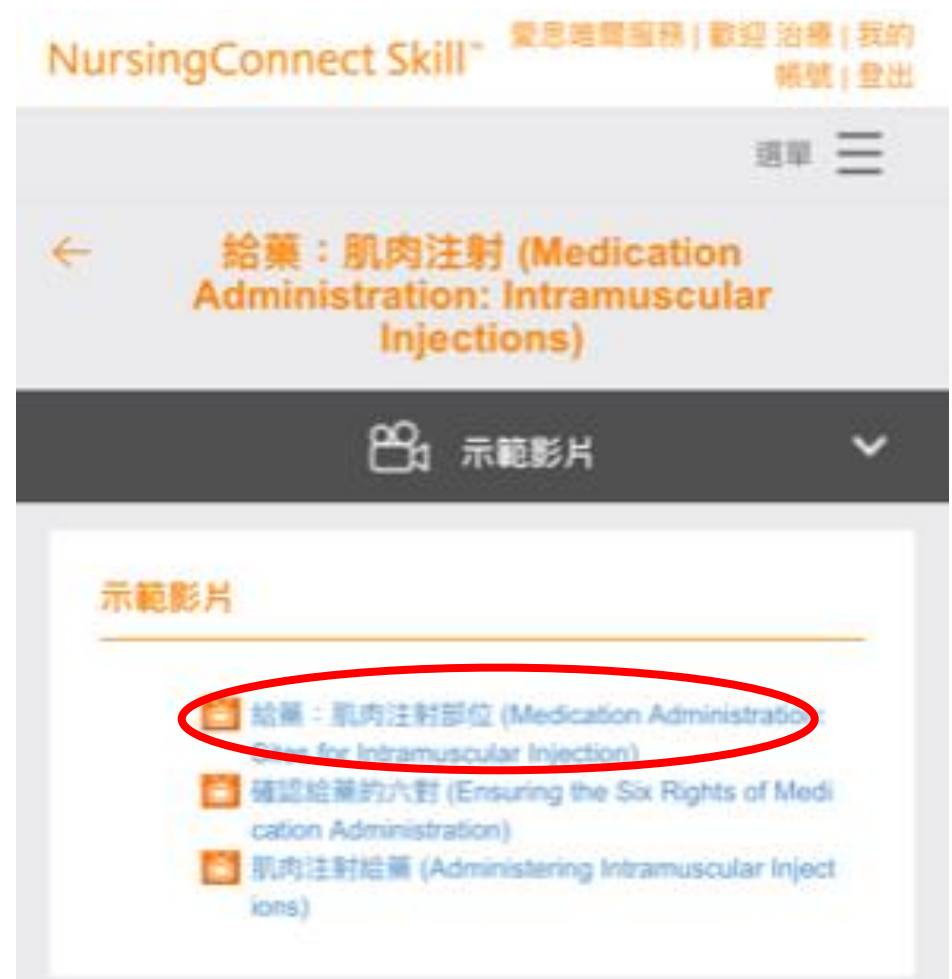 NursingConnect Skill™
愛思唯爾服務 | 歡迎 治療 | 我的
帳號 | 登出
選單
給藥：肌肉注射 (Medication
Administration: Intramuscular
Injections)
示範影片
示範影片
給藥：肌肉注射部位 (Medication Administration:
Sites for Intramuscular Injection)
確認給藥的六對 (Ensuring the Six Rights of Medi
cation Administration)
肌肉注射給藥 (Administering Intramuscular Inject
ions)